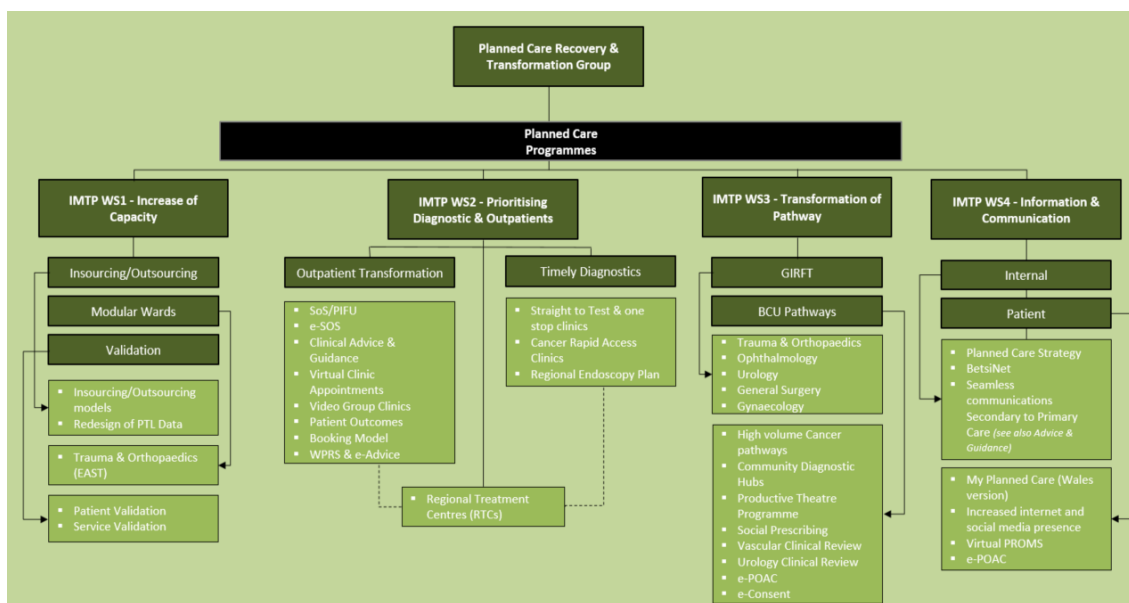 Planned Care Recovery &
Transformation Group
Planned Care
Programmes
IMTP WS1 - Increase of
Capacity
Insourcing/Outsourcing
Modular Wards
Validation
Insourcing/Outsourcing
models
Redesign of PTL Data
Trauma & Orthopaedics
(EAST)
Patient Validation
Service Validation
IMTP WS2 - Prioritising
Diagnostic & Outpatients
Outpatient Transformation
SoS/PIFU
e-SOS
Clinical Advice &
Guidance
Virtual Clinic
Appointments
Video Group Clinics
Patient Outcomes
Booking Model
WPRS & e-Advice
Timely Diagnostics
Straight to Test & one
stop clinics
Cancer Rapid Access
Clinics
Regional Endoscopy Plan
Regional Treatment
Centres (RTCs)
IMTP WS3 - Transformation of
Pathway
GIRFT
BCU Pathways
Trauma & Orthopaedics
Ophthalmology
Urology
General Surgery
Gynaecology
High volume Cancer
pathways
Community Diagnostic
Hubs
Productive Theatre
Programme
Social Prescribing
Vascular Clinical Review
Urology Clinical Review
e-POAC
e-Consent
IMTP WS4 - Information &
Communication
Internal
Patient
Planned Care Strategy
BetsiNet
Seamless
communications
Secondary to Primary
Care (see also Advice &
Guidance)
My Planned Care (Wales
version)
Increased internet and
social media presence
Virtual PROMS
e-POAC